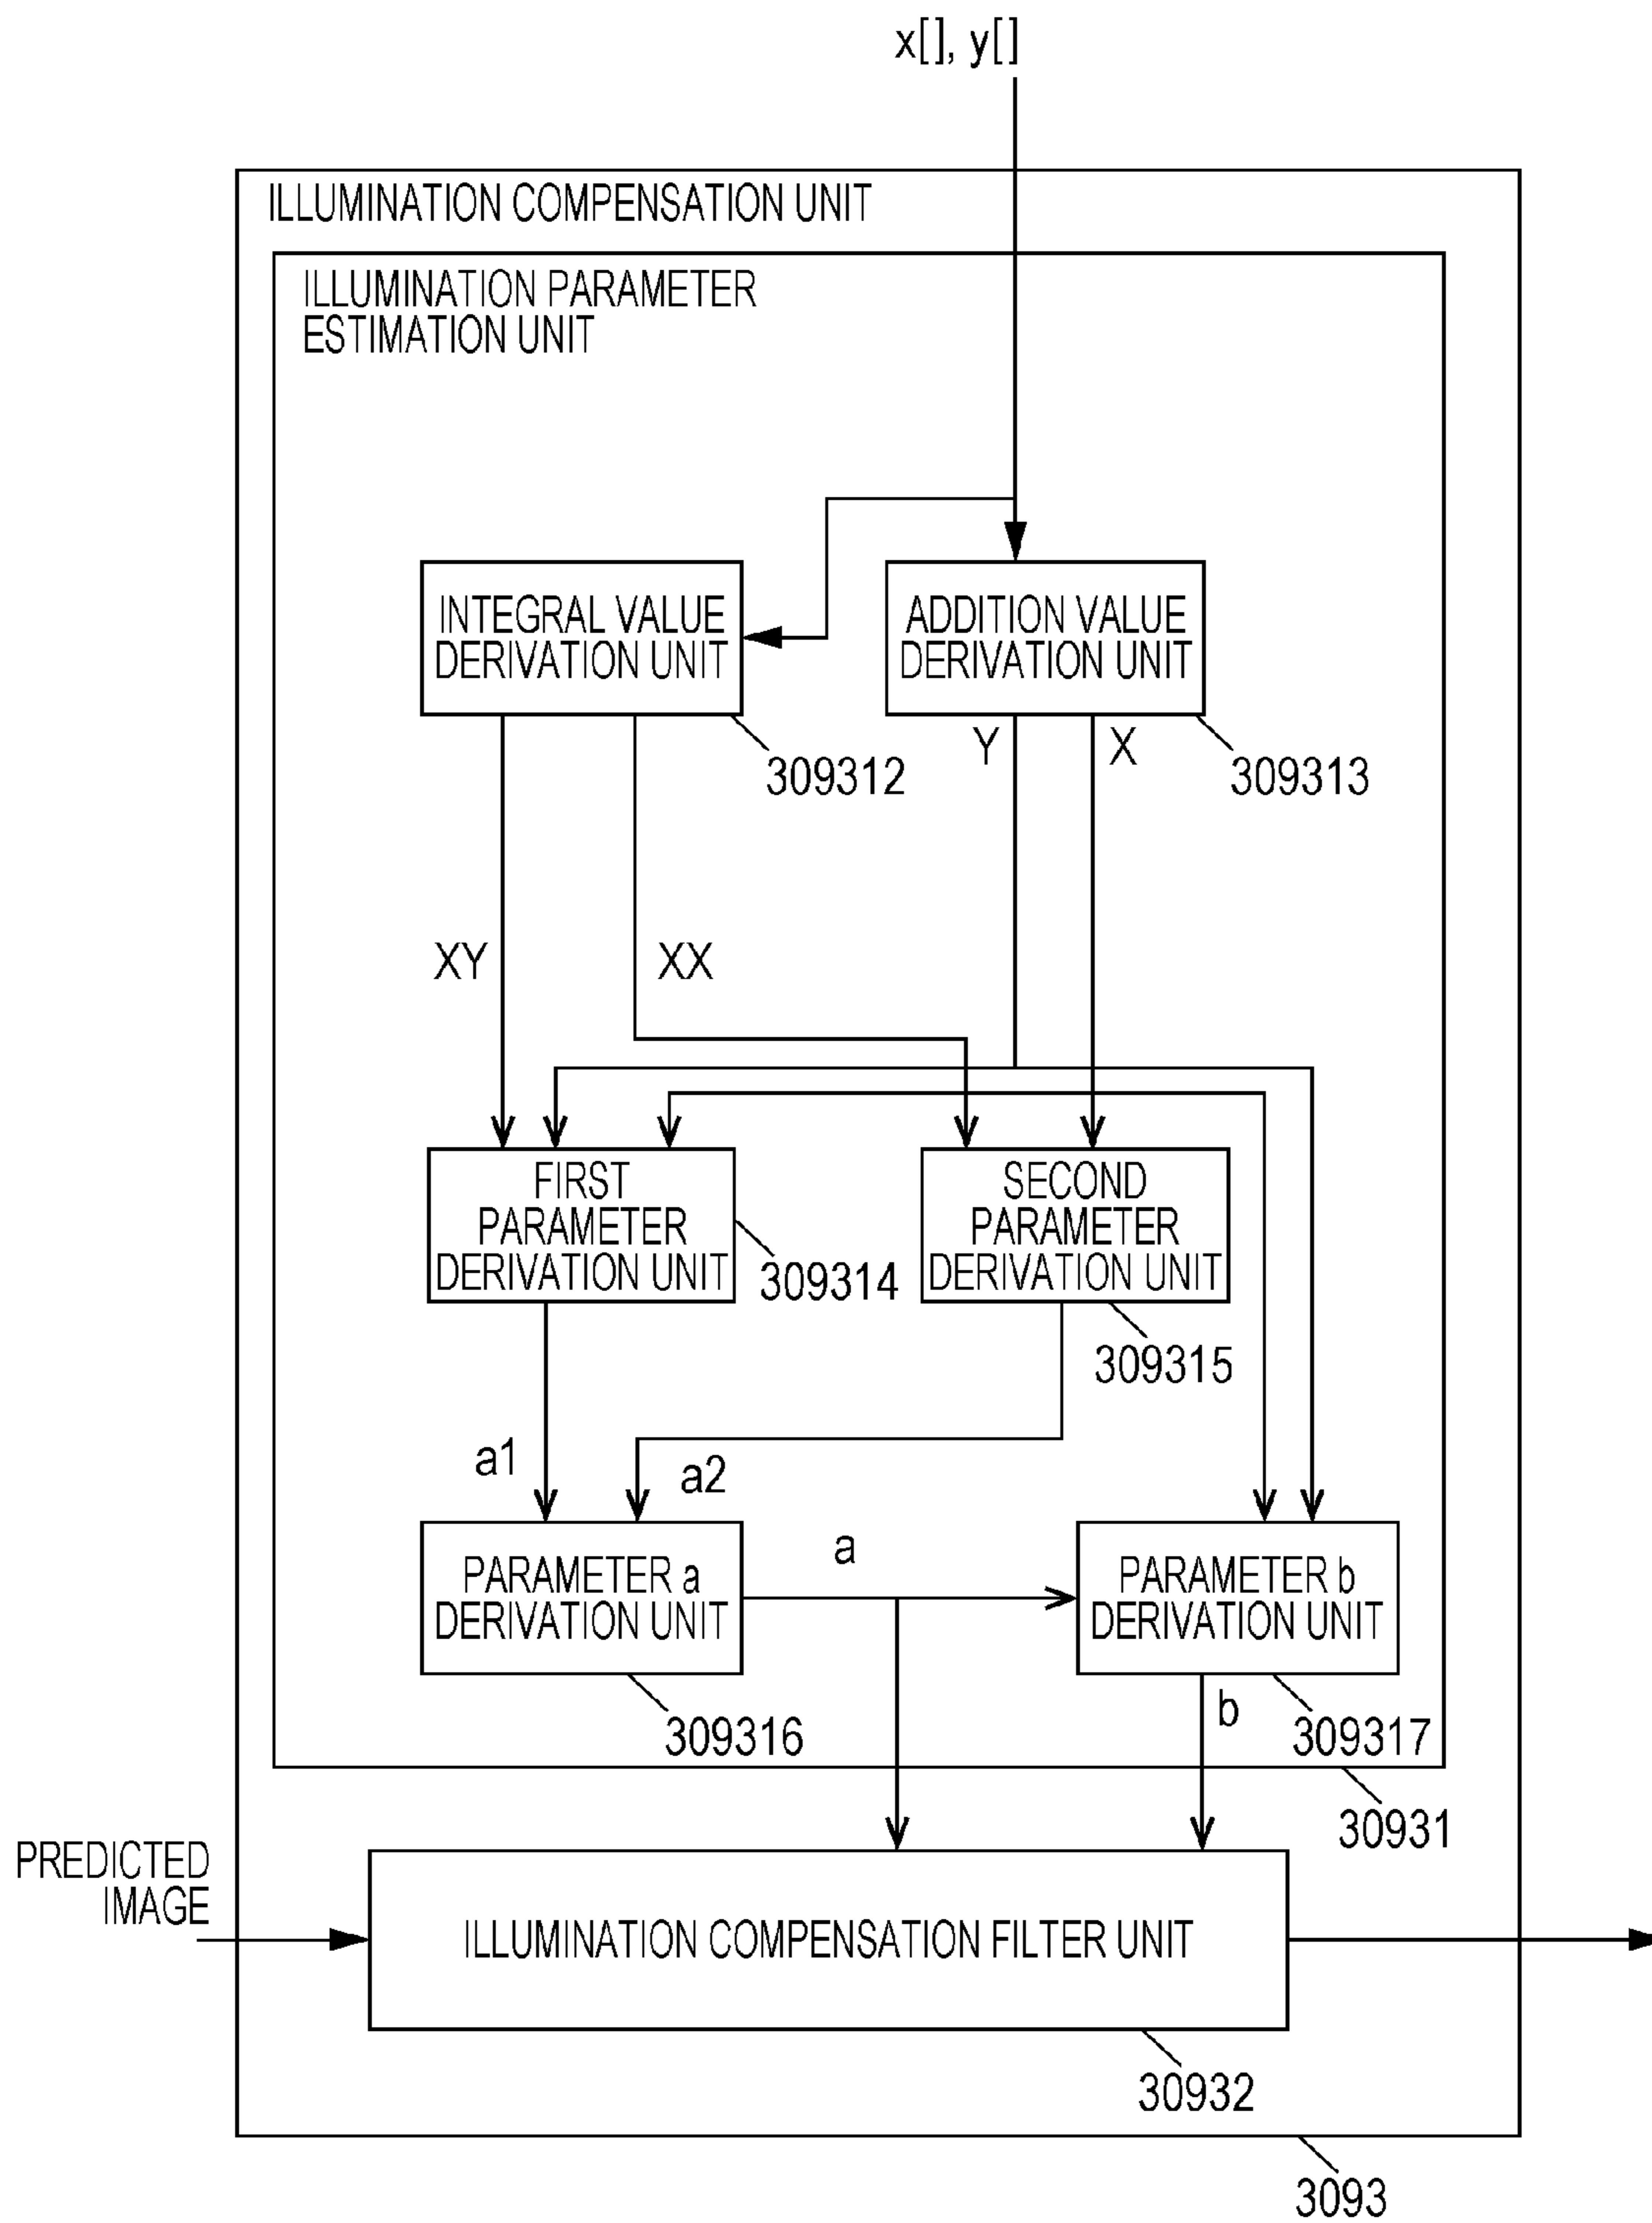 x[], y[]
ILLUMINATION COMPENSATION UNIT
ILLUMINATION PARAMETER
ESTIMATION UNIT
INTEGRAL VALUE
DERIVATION UNIT
309312
ADDITION VALUE
DERIVATION UNIT
309313
Y
X
XY
XX
FIRST
PARAMETER
DERIVATION UNIT
309314
SECOND
PARAMETER
DERIVATION UNIT
309315
a1
a2
PARAMETER a
DERIVATION UNIT
309316
a
PARAMETER b
DERIVATION UNIT
309317
b
30931
PREDICTED
IMAGE
ILLUMINATION COMPENSATION FILTER UNIT
30932
3093